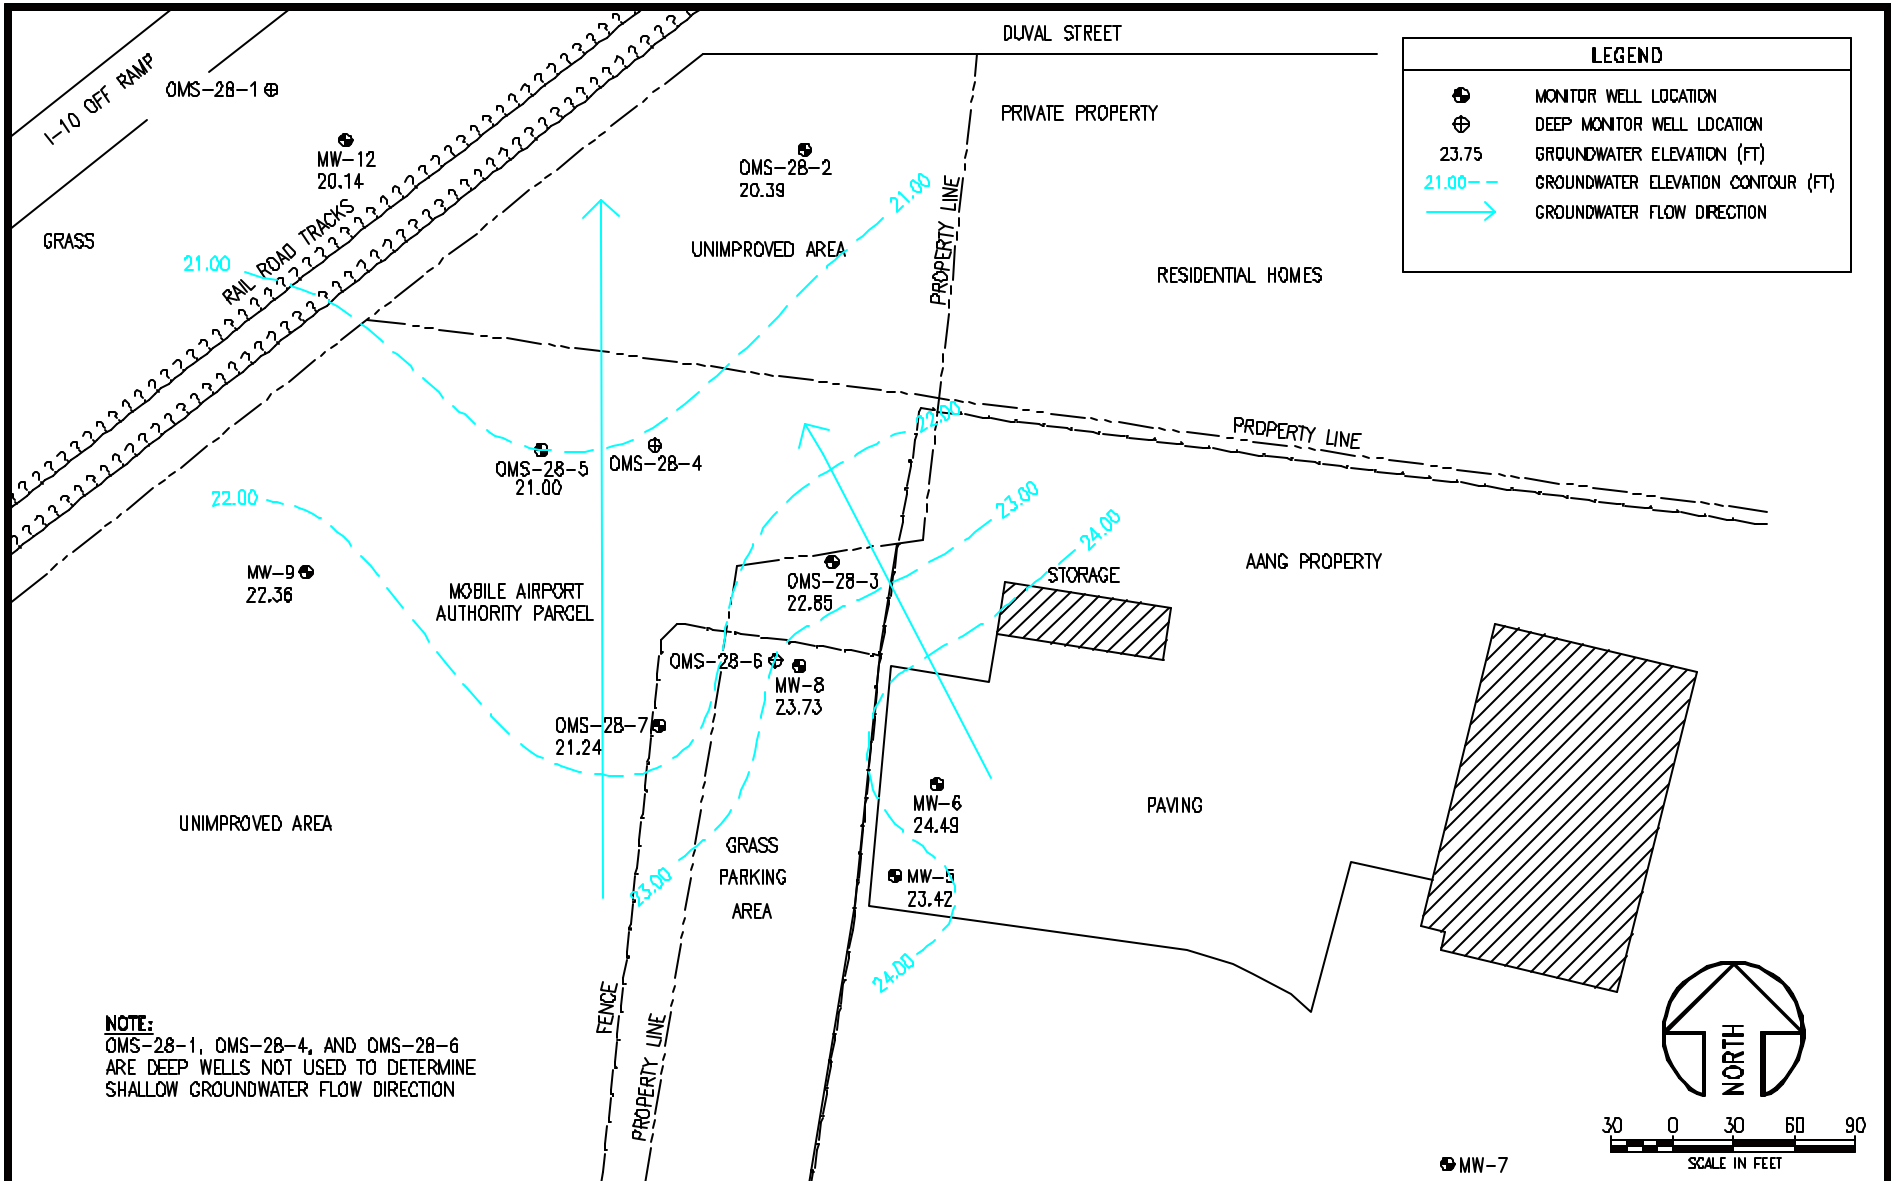 DUVAL STREET
LEGEND
MONITOR WELL LOCATION
DEEP MONITOR WELL LOCATION
23.75 GROUNDWATER ELEVATION (FT)
21.00 GROUNDWATER ELEVATION CONTOUR (FT)
GROUNDWATER FLOW DIRECTION
I-10 OFF RAMP
OMS-28-1
MW-12
20.14
OMS-28-2
20.39
PRIVATE PROPERTY
21.00
PROPERTY LINE
GRASS
RAIL ROAD TRACKS
21.00
UNIMPROVED AREA
RESIDENTIAL HOMES
22.00
PROPERTY LINE
OMS-28-5
21.00
OMS-28-4
22.00
23.00
24.00
MW-9
22.36
MOBILE AIRPORT
AUTHORITY PARCEL
OMS-28-3
22.85
STORAGE
AANG PROPERTY
OMS-28-6
MW-8
23.73
OMS-28-7
21.24
MW-6
24.49
PAVING
UNIMPROVED AREA
GRASS
PARKING
AREA
23.00
MW-5
23.42
24.00
FENCE
PROPERTY LINE
NOTE:
OMS-28-1, OMS-28-4, AND OMS-28-6
ARE DEEP WELLS NOT USED TO DETERMINE
SHALLOW GROUNDWATER FLOW DIRECTION
NORTH
30 0 30 60 90
SCALE IN FEET
MW-7